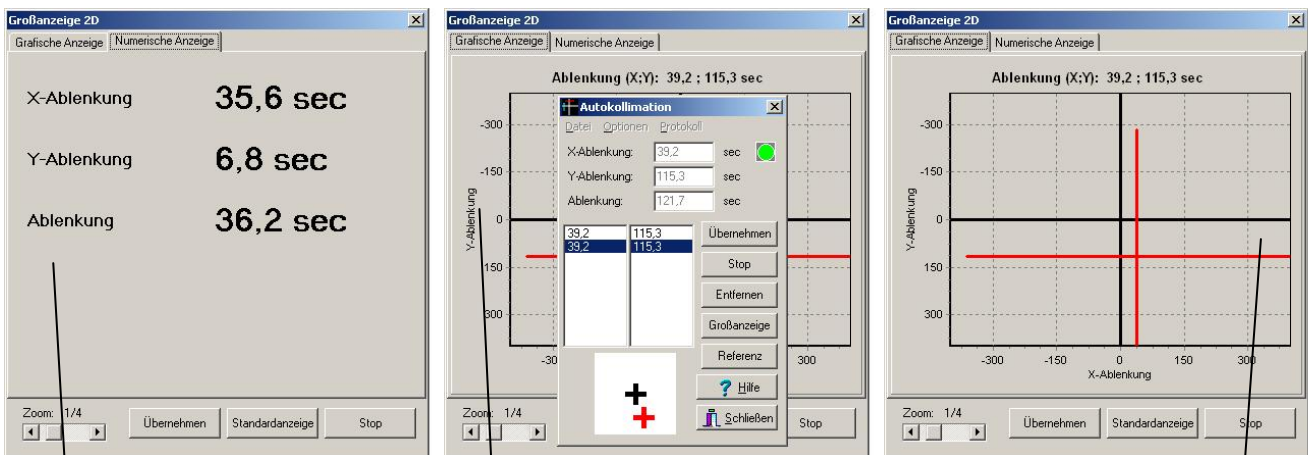 Großanzeige 2D
Grafische Anzeige Numerische Anzeige
X-Ablenkung 35,6 sec
Y-Ablenkung 6,8 sec
Ablenkung 36,2 sec
Zoom: 1/4
Übernehmen Standardanzeige Stop
Großanzeige 2D
Grafische Anzeige Numerische Anzeige
Ablenkung (X;Y): 39,2 ; 115,3 sec
-300
-150
0
150
300
Y-Ablenkung
-30
300
Autokollimation
Datei Optionen Protokoll
X-Ablenkung: 39,2 sec
Y-Ablenkung: 115,3 sec
Ablenkung: 121,7 sec
39,2 115,3
39,2 115,3
Übernehmen
Stop
Entfernen
Großanzeige
Referenz
Hilfe
Schließen
Zoom: 1/4
Stop
Großanzeige 2D
Grafische Anzeige Numerische Anzeige
Ablenkung (X;Y): 39,2 ; 115,3 sec
-300
-150
0
150
300
Y-Ablenkung
-300 -150 0 150 300
X-Ablenkung
Zoom: 1/4
Übernehmen Standardanzeige Stop